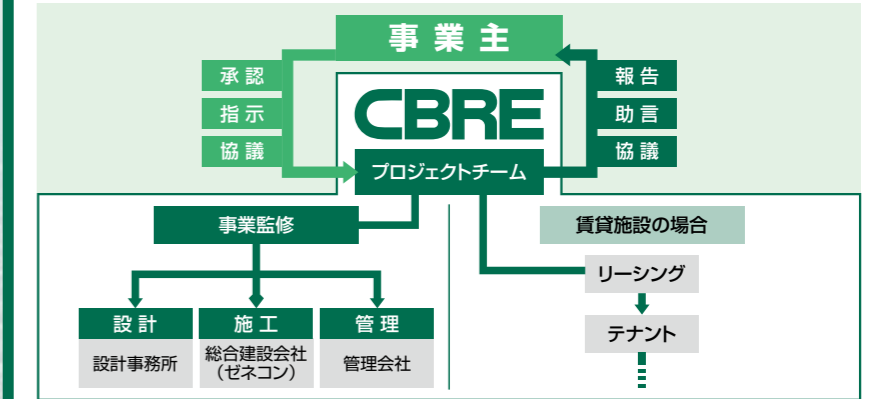 事業主
承認
指示
協議
報告
助言
協議
CBRE
プロジェクトチーム
事業監修
賃貸施設の場合
設計
設計事務所
施工
総合建設会社
（ゼネコン）
管理
管理会社
リーシング
テナント